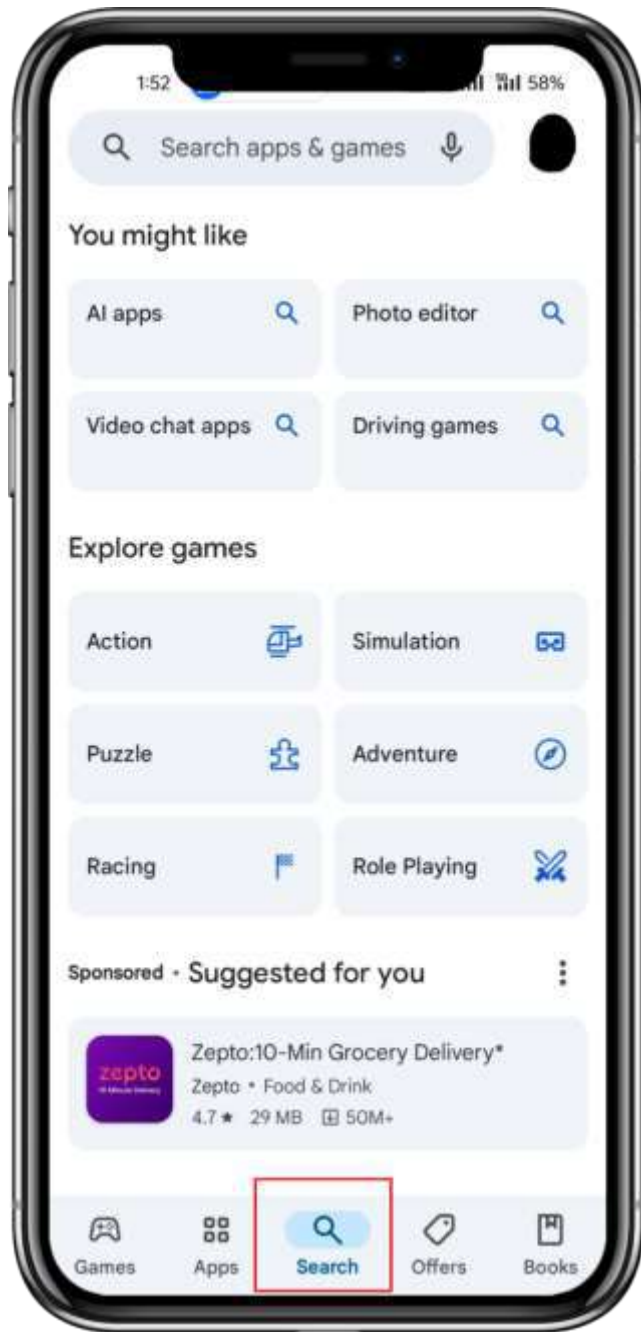 1:52
58%
Search apps & games
You might like
AI apps
Photo editor
Video chat apps
Driving games
Explore games
Action
Simulation
Puzzle
Adventure
Racing
Role Playing
Sponsored • Suggested for you
zepto
Zepto:10-Min Grocery Delivery*
Zepto • Food & Drink
4.7 ★ 29 MB 50M+
Games
Apps
Search
Offers
Books